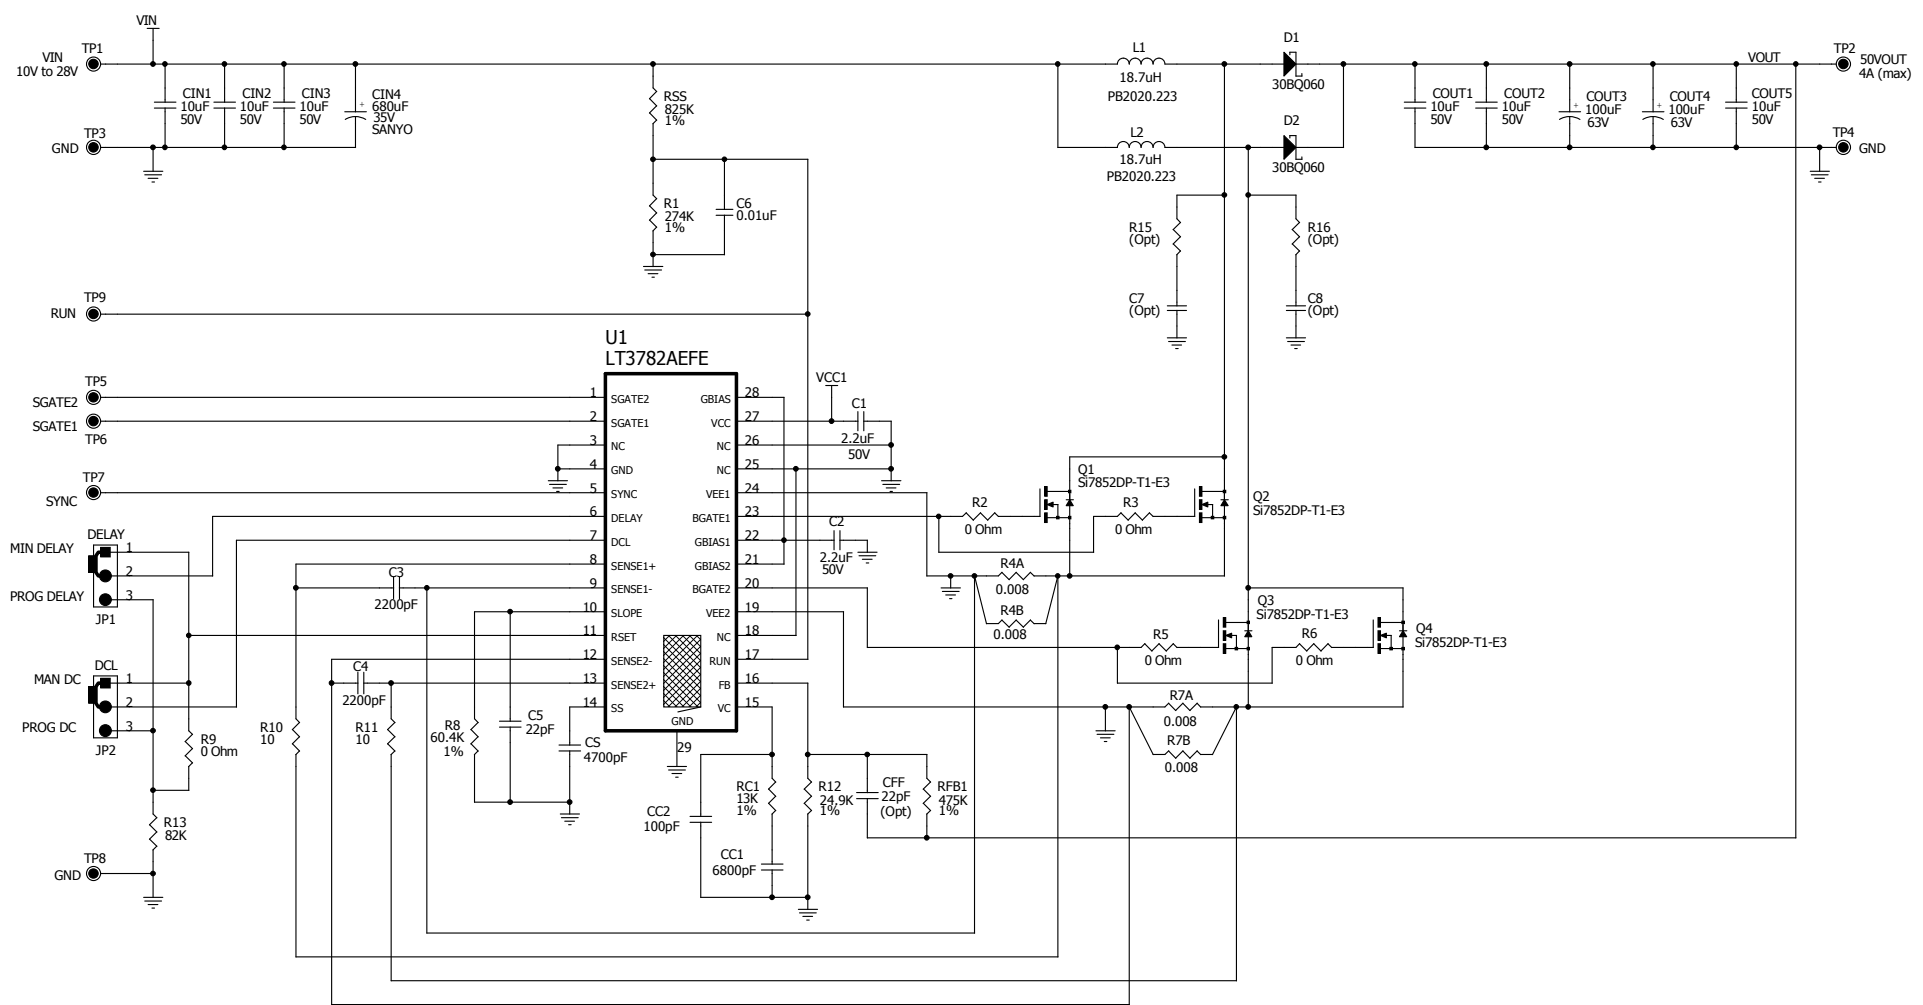 VIN
TP1
VIN
10V to 28V
TP3
GND
CIN1
10uF
50V
CIN2
10uF
50V
CIN3
10uF
50V
CIN4
680uF
35V
SANYO
+
RSS
825K
1%
R1
274K
1%
C6
0.01uF
L1
18.7uH
PB2020.223
L2
18.7uH
PB2020.223
D1
30BQ060
D2
30BQ060
COUT1
10uF
50V
COUT2
10uF
50V
COUT3
100uF
63V
+
COUT4
100uF
63V
+
COUT5
10uF
50V
VOUT
TP2
50VOUT
4A (max)
TP4
GND
R15
(Opt)
R16
(Opt)
C7
(Opt)
C8
(Opt)
TP9
RUN
TP5
SGATE2
SGATE1
TP6
TP7
SYNC
U1
LT3782AEFE
1 SGATE2
2 SGATE1
3 NC
4 GND
5 SYNC
6 DELAY
7 DCL
8 SENSE1+
9 SENSE1-
10 SLOPE
11 RSET
12 SENSE2-
13 SENSE2+
14 SS
GBIAS 28
VCC 27
NC 26
NC 25
VEE1 24
BGATE1 23
GBIAS1 22
GBIAS2 21
BGATE2 20
VEE2 19
NC 18
RUN 17
FB 16
VC 15
GND
29
VCC1
C1
2.2uF
50V
C2
2.2uF
50V
DELAY
MIN DELAY
1
2
PROG DELAY
3
JP1
DCL
MAN DC
1
2
PROG DC
3
JP2
R9
0 Ohm
R13
82K
TP8
GND
C3
2200pF
C4
2200pF
R10
10
R11
10
R8
60.4K
1%
C5
22pF
CS
4700pF
CC2
100pF
RC1
13K
1%
CC1
6800pF
R12
24.9K
1%
CFF
22pF
(Opt)
RFB1
475K
1%
R2
0 Ohm
Q1
Si7852DP-T1-E3
R3
0 Ohm
Q2
Si7852DP-T1-E3
R4A
0.008
R4B
0.008
R5
0 Ohm
Q3
Si7852DP-T1-E3
R6
0 Ohm
Q4
Si7852DP-T1-E3
R7A
0.008
R7B
0.008